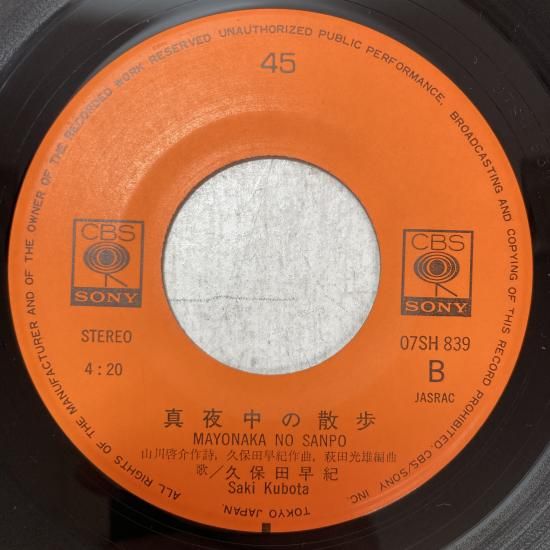 ALL RIGHTS OF THE MANUFACTURER AND OF THE OWNER OF THE RECORDED WORK RESERVED UNAUTHORIZED PUBLIC PERFORMANCE, BROADCASTING AND COPYING OF THIS RECORD PROHIBITED. CBS/SONY INC. TOKYO JAPAN.
45
CBS
SONY
CBS
SONY
STEREO
4:20
07SH 839
B
JASRAC
真夜中の散歩
MAYONAKA NO SANPO
山川啓介作詩, 久保田早紀作曲, 萩田光雄編曲
歌/久保田早紀
Saki Kubota